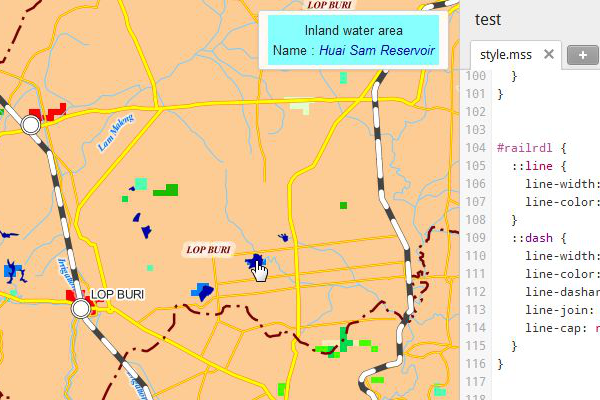 LOP BURI
Inland water area
Name : Huai Sam Reservoir
Lam Maleng
LOP BURI
Irrigation
LOP BURI
test
style.mss ✕ +
100 }
101 }
102
103
104 #railrdl {
105 ::line {
106 line-width:
107 line-color:
108 }
109 ::dash {
110 line-width:
111 line-color:
112 line-dashar
113 line-join:
114 line-cap: r
115 }
116 }
117
118